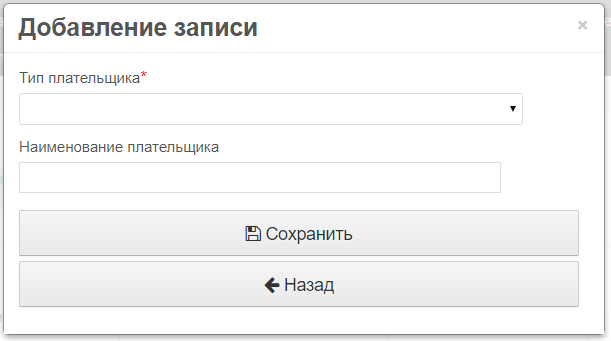 Добавление записи
×
Тип плательщика*
Наименование плательщика
Сохранить
Назад